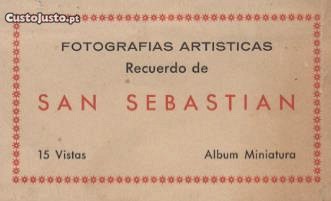 CustoJusto.pt
FOTOGRAFIAS ARTISTICAS
Recuerdo de
SAN SEBASTIAN
15 Vistas
Album Miniatura